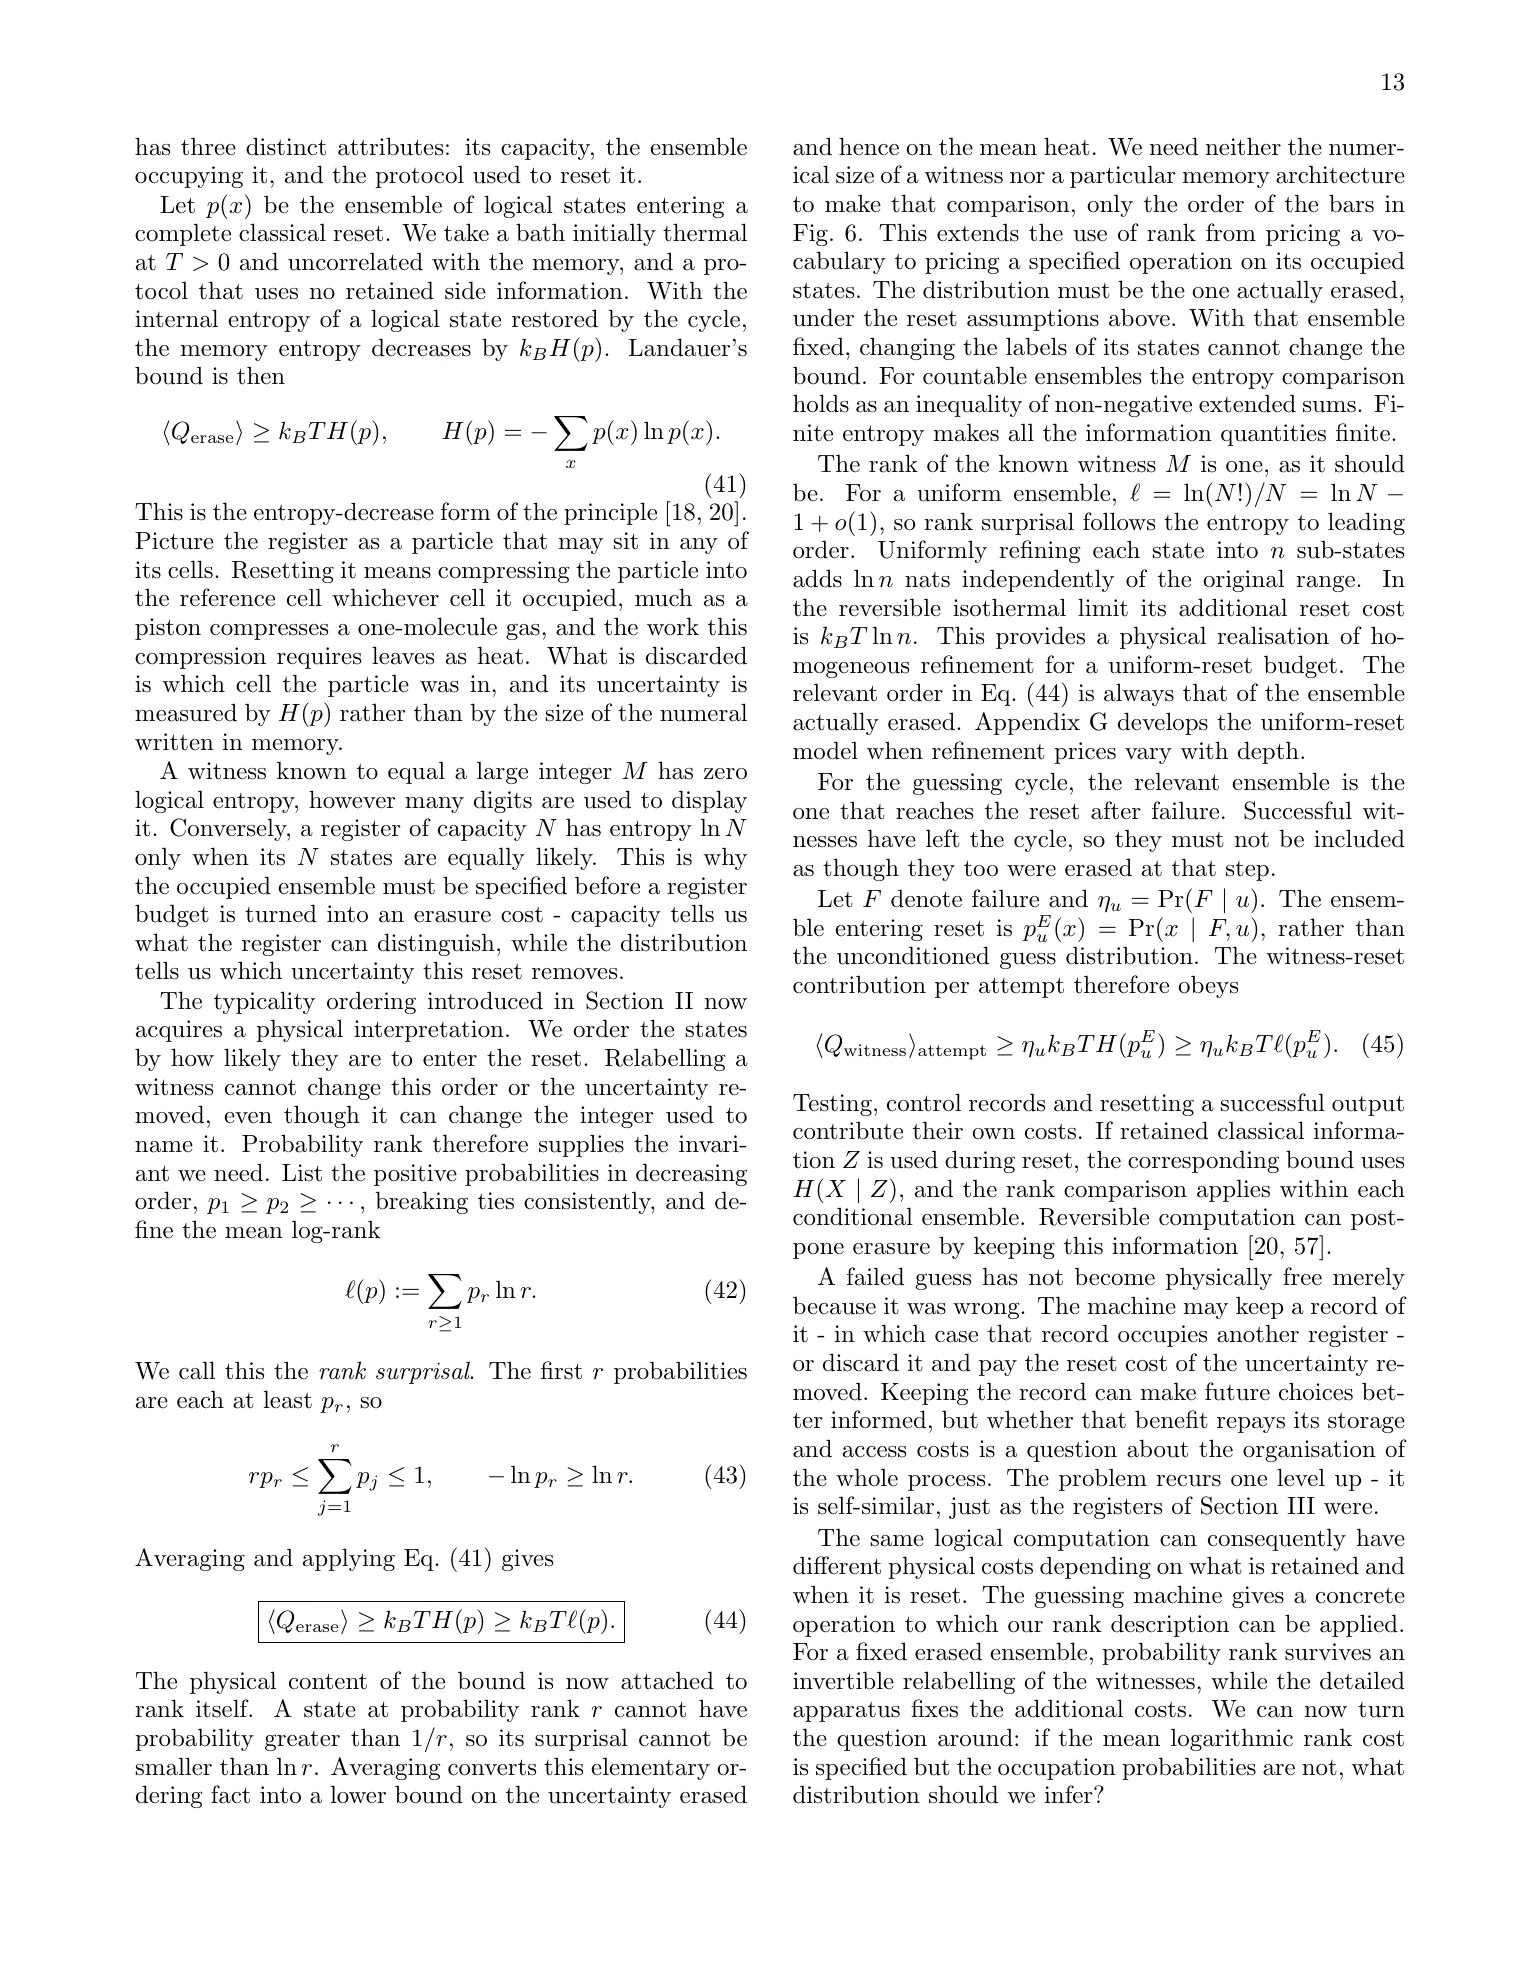 13
has three distinct attributes: its capacity, the ensemble
occupying it, and the protocol used to reset it.
Let p(x) be the ensemble of logical states entering a
complete classical reset. We take a bath initially thermal
at T > 0 and uncorrelated with the memory, and a pro-
tocol that uses no retained side information. With the
internal entropy of a logical state restored by the cycle,
the memory entropy decreases by k_B H(p). Landauer's
bound is then
⟨Q_erase⟩ ≥ k_B T H(p), H(p) = − ∑_x p(x) ln p(x).
(41)
This is the entropy-decrease form of the principle [18, 20].
Picture the register as a particle that may sit in any of
its cells. Resetting it means compressing the particle into
the reference cell whichever cell it occupied, much as a
piston compresses a one-molecule gas, and the work this
compression requires leaves as heat. What is discarded
is which cell the particle was in, and its uncertainty is
measured by H(p) rather than by the size of the numeral
written in memory.
A witness known to equal a large integer M has zero
logical entropy, however many digits are used to display
it. Conversely, a register of capacity N has entropy ln N
only when its N states are equally likely. This is why
the occupied ensemble must be specified before a register
budget is turned into an erasure cost - capacity tells us
what the register can distinguish, while the distribution
tells us which uncertainty this reset removes.
The typicality ordering introduced in Section II now
acquires a physical interpretation. We order the states
by how likely they are to enter the reset. Relabelling a
witness cannot change this order or the uncertainty re-
moved, even though it can change the integer used to
name it. Probability rank therefore supplies the invari-
ant we need. List the positive probabilities in decreasing
order, p₁ ≥ p₂ ≥ ⋯, breaking ties consistently, and de-
fine the mean log-rank
ℓ(p) := ∑_{r≥1} p_r ln r. (42)
We call this the rank surprisal. The first r probabilities
are each at least p_r, so
rp_r ≤ ∑_{j=1}^{r} p_j ≤ 1, − ln p_r ≥ ln r. (43)
Averaging and applying Eq. (41) gives
⟨Q_erase⟩ ≥ k_B T H(p) ≥ k_B T ℓ(p). (44)
The physical content of the bound is now attached to
rank itself. A state at probability rank r cannot have
probability greater than 1/r, so its surprisal cannot be
smaller than ln r. Averaging converts this elementary or-
dering fact into a lower bound on the uncertainty erased
and hence on the mean heat. We need neither the numer-
ical size of a witness nor a particular memory architecture
to make that comparison, only the order of the bars in
Fig. 6. This extends the use of rank from pricing a vo-
cabulary to pricing a specified operation on its occupied
states. The distribution must be the one actually erased,
under the reset assumptions above. With that ensemble
fixed, changing the labels of its states cannot change the
bound. For countable ensembles the entropy comparison
holds as an inequality of non-negative extended sums. Fi-
nite entropy makes all the information quantities finite.
The rank of the known witness M is one, as it should
be. For a uniform ensemble, ℓ = ln(N!)/N = ln N −
1 + o(1), so rank surprisal follows the entropy to leading
order. Uniformly refining each state into n sub-states
adds ln n nats independently of the original range. In
the reversible isothermal limit its additional reset cost
is k_B T ln n. This provides a physical realisation of ho-
mogeneous refinement for a uniform-reset budget. The
relevant order in Eq. (44) is always that of the ensemble
actually erased. Appendix G develops the uniform-reset
model when refinement prices vary with depth.
For the guessing cycle, the relevant ensemble is the
one that reaches the reset after failure. Successful wit-
nesses have left the cycle, so they must not be included
as though they too were erased at that step.
Let F denote failure and η_u = Pr(F | u). The ensem-
ble entering reset is p_u^E(x) = Pr(x | F, u), rather than
the unconditioned guess distribution. The witness-reset
contribution per attempt therefore obeys
⟨Q_witness⟩_attempt ≥ η_u k_B T H(p_u^E) ≥ η_u k_B T ℓ(p_u^E). (45)
Testing, control records and resetting a successful output
contribute their own costs. If retained classical informa-
tion Z is used during reset, the corresponding bound uses
H(X | Z), and the rank comparison applies within each
conditional ensemble. Reversible computation can post-
pone erasure by keeping this information [20, 57].
A failed guess has not become physically free merely
because it was wrong. The machine may keep a record of
it - in which case that record occupies another register -
or discard it and pay the reset cost of the uncertainty re-
moved. Keeping the record can make future choices bet-
ter informed, but whether that benefit repays its storage
and access costs is a question about the organisation of
the whole process. The problem recurs one level up - it
is self-similar, just as the registers of Section III were.
The same logical computation can consequently have
different physical costs depending on what is retained and
when it is reset. The guessing machine gives a concrete
operation to which our rank description can be applied.
For a fixed erased ensemble, probability rank survives an
invertible relabelling of the witnesses, while the detailed
apparatus fixes the additional costs. We can now turn
the question around: if the mean logarithmic rank cost
is specified but the occupation probabilities are not, what
distribution should we infer?